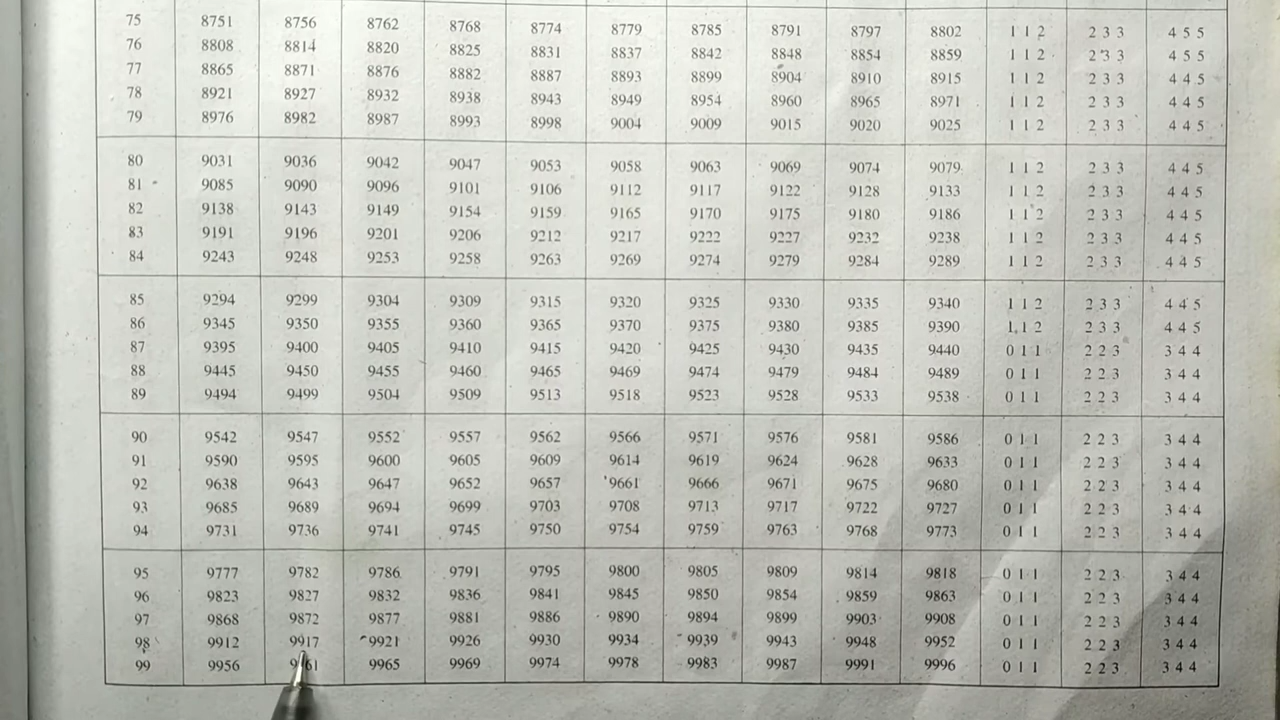 75 8751 8756 8762 8768 8774 8779 8785 8791 8797 8802 1 1 2 2 3 3 4 5 5
76 8808 8814 8820 8825 8831 8837 8842 8848 8854 8859 1 1 2 2 3 3 4 5 5
77 8865 8871 8876 8882 8887 8893 8899 8904 8910 8915 1 1 2 2 3 3 4 4 5
78 8921 8927 8932 8938 8943 8949 8954 8960 8965 8971 1 1 2 2 3 3 4 4 5
79 8976 8982 8987 8993 8998 9004 9009 9015 9020 9025 1 1 2 2 3 3 4 4 5
80 9031 9036 9042 9047 9053 9058 9063 9069 9074 9079 1 1 2 2 3 3 4 4 5
81 9085 9090 9096 9101 9106 9112 9117 9122 9128 9133 1 1 2 2 3 3 4 4 5
82 9138 9143 9149 9154 9159 9165 9170 9175 9180 9186 1 1 2 2 3 3 4 4 5
83 9191 9196 9201 9206 9212 9217 9222 9227 9232 9238 1 1 2 2 3 3 4 4 5
84 9243 9248 9253 9258 9263 9269 9274 9279 9284 9289 1 1 2 2 3 3 4 4 5
85 9294 9299 9304 9309 9315 9320 9325 9330 9335 9340 1 1 2 2 3 3 4 4 5
86 9345 9350 9355 9360 9365 9370 9375 9380 9385 9390 1 1 2 2 3 3 4 4 5
87 9395 9400 9405 9410 9415 9420 9425 9430 9435 9440 0 1 1 2 2 3 3 4 4
88 9445 9450 9455 9460 9465 9469 9474 9479 9484 9489 0 1 1 2 2 3 3 4 4
89 9494 9499 9504 9509 9513 9518 9523 9528 9533 9538 0 1 1 2 2 3 3 4 4
90 9542 9547 9552 9557 9562 9566 9571 9576 9581 9586 0 1 1 2 2 3 3 4 4
91 9590 9595 9600 9605 9609 9614 9619 9624 9628 9633 0 1 1 2 2 3 3 4 4
92 9638 9643 9647 9652 9657 9661 9666 9671 9675 9680 0 1 1 2 2 3 3 4 4
93 9685 9689 9694 9699 9703 9708 9713 9717 9722 9727 0 1 1 2 2 3 3 4 4
94 9731 9736 9741 9745 9750 9754 9759 9763 9768 9773 0 1 1 2 2 3 3 4 4
95 9777 9782 9786 9791 9795 9800 9805 9809 9814 9818 0 1 1 2 2 3 3 4 4
96 9823 9827 9832 9836 9841 9845 9850 9854 9859 9863 0 1 1 2 2 3 3 4 4
97 9868 9872 9877 9881 9886 9890 9894 9899 9903 9908 0 1 1 2 2 3 3 4 4
98 9912 9917 9921 9926 9930 9934 9939 9943 9948 9952 0 1 1 2 2 3 3 4 4
99 9956 9965 9969 9974 9978 9983 9987 9991 9996 0 1 1 2 2 3 3 4 4